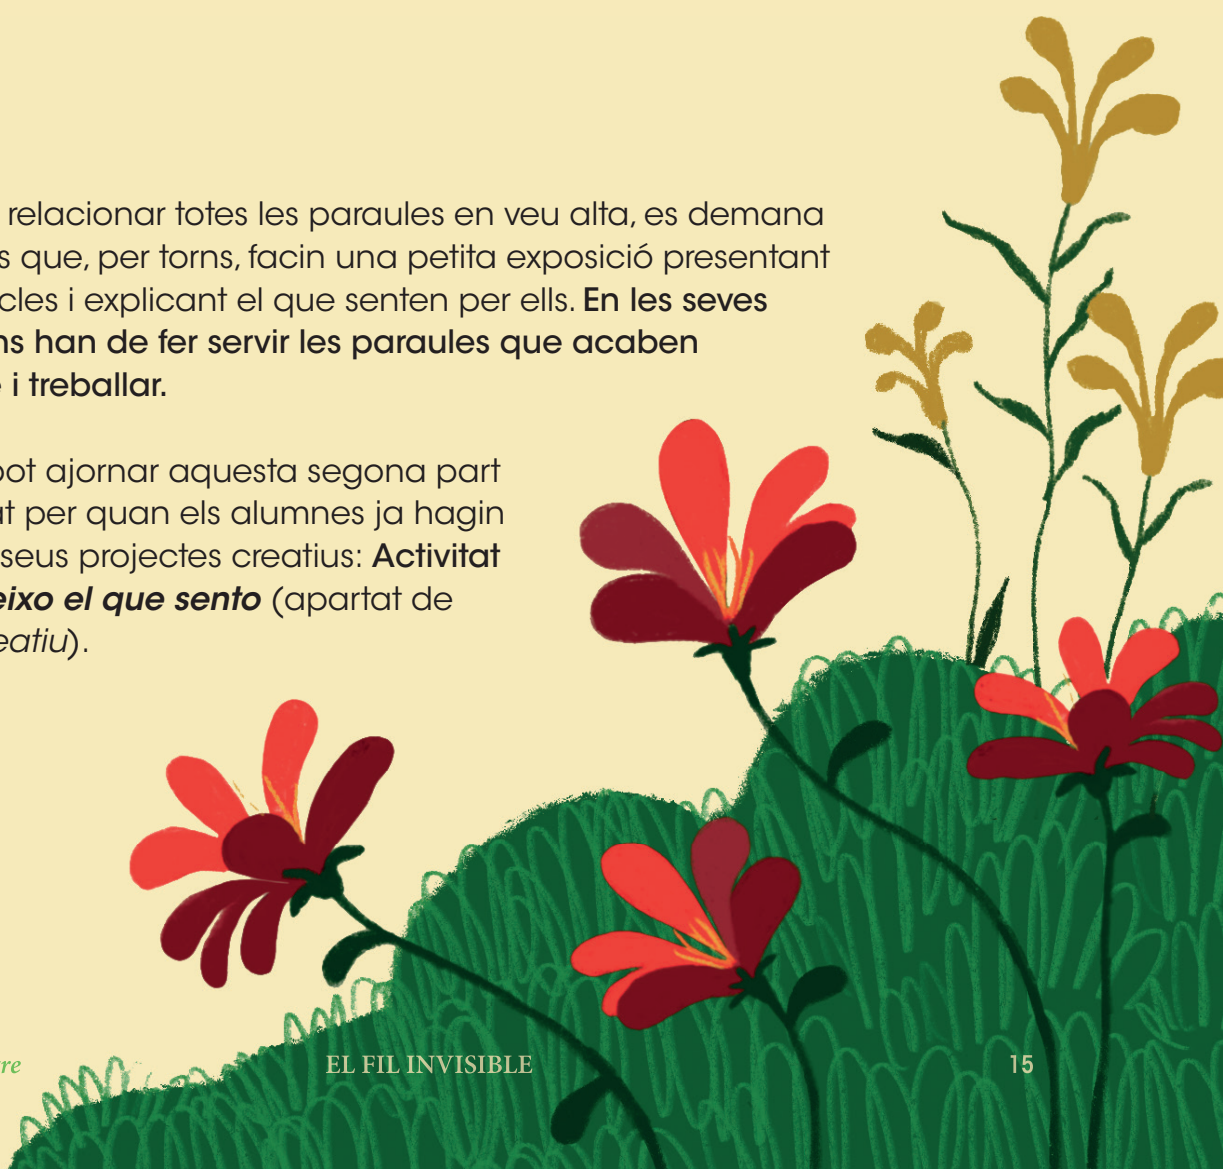 relacionar totes les paraules en veu alta, es demana
s que, per torns, facin una petita exposició presentant
cles i explicant el que senten per ells. En les seves
ns han de fer servir les paraules que acaben
i treballar.
pot ajornar aquesta segona part
at per quan els alumnes ja hagin
seus projectes creatius: Activitat
eixo el que sento (apartat de
eatiu).
re
EL FIL INVISIBLE
15